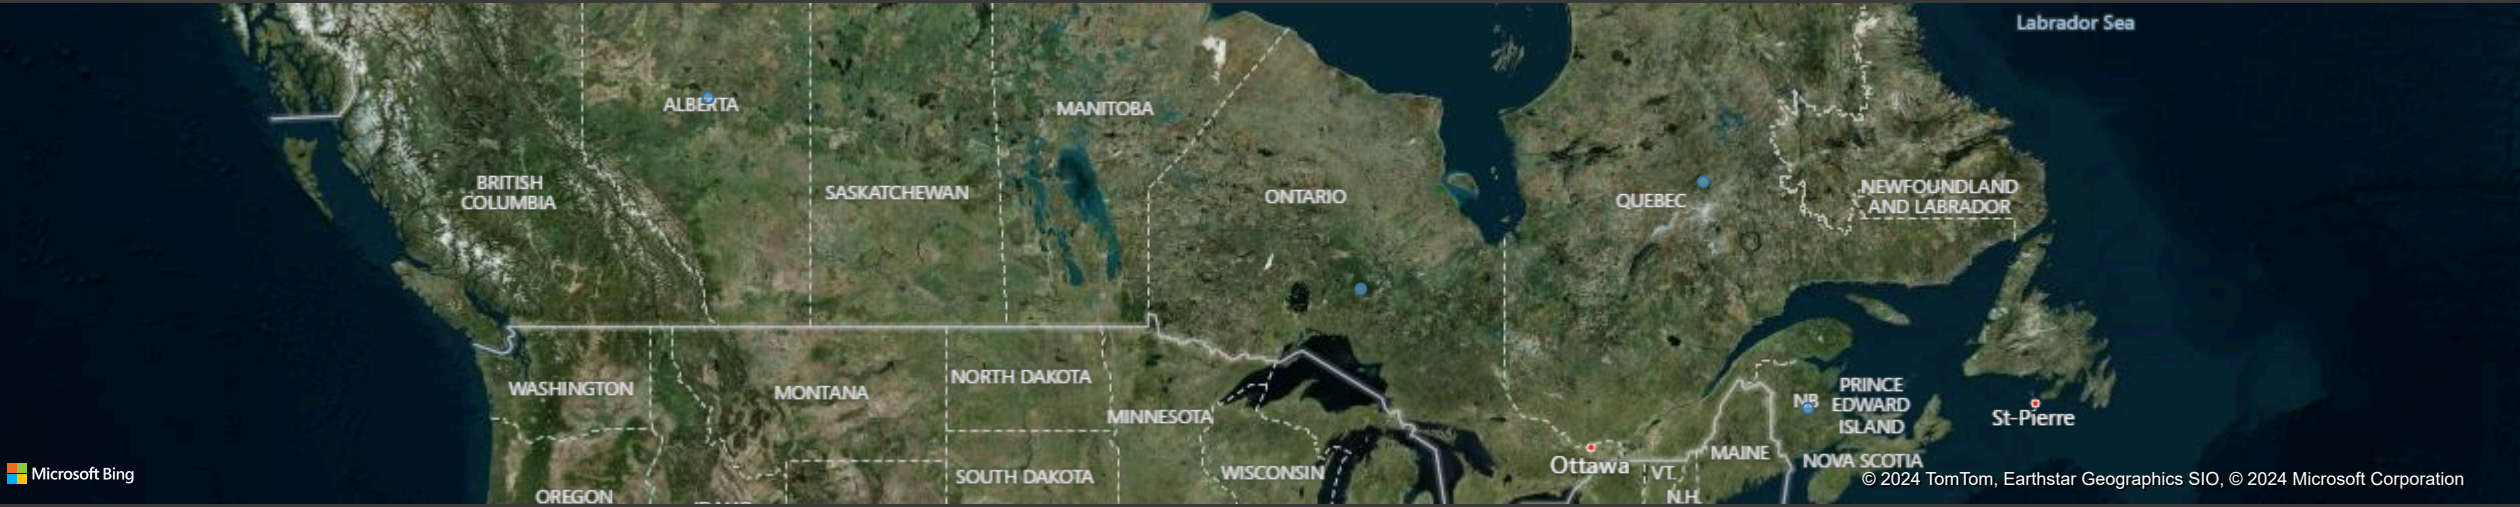 Labrador Sea
ALBERTA
MANITOBA
BRITISH
COLUMBIA
SASKATCHEWAN
ONTARIO
QUEBEC
NEWFOUNDLAND
AND LABRADOR
WASHINGTON
MONTANA
NORTH DAKOTA
MINNESOTA
NB
PRINCE
EDWARD
ISLAND
St-Pierre
Ottawa
MAINE
NOVA SCOTIA
VT.
N.H.
WISCONSIN
SOUTH DAKOTA
OREGON
Microsoft Bing
© 2024 TomTom, Earthstar Geographics SIO, © 2024 Microsoft Corporation